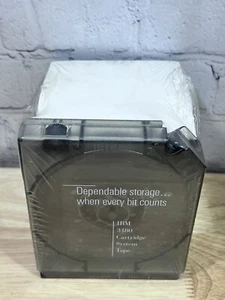 Dependable storage...
when every bit counts
IBM
3480
Cartridge
System
Tape